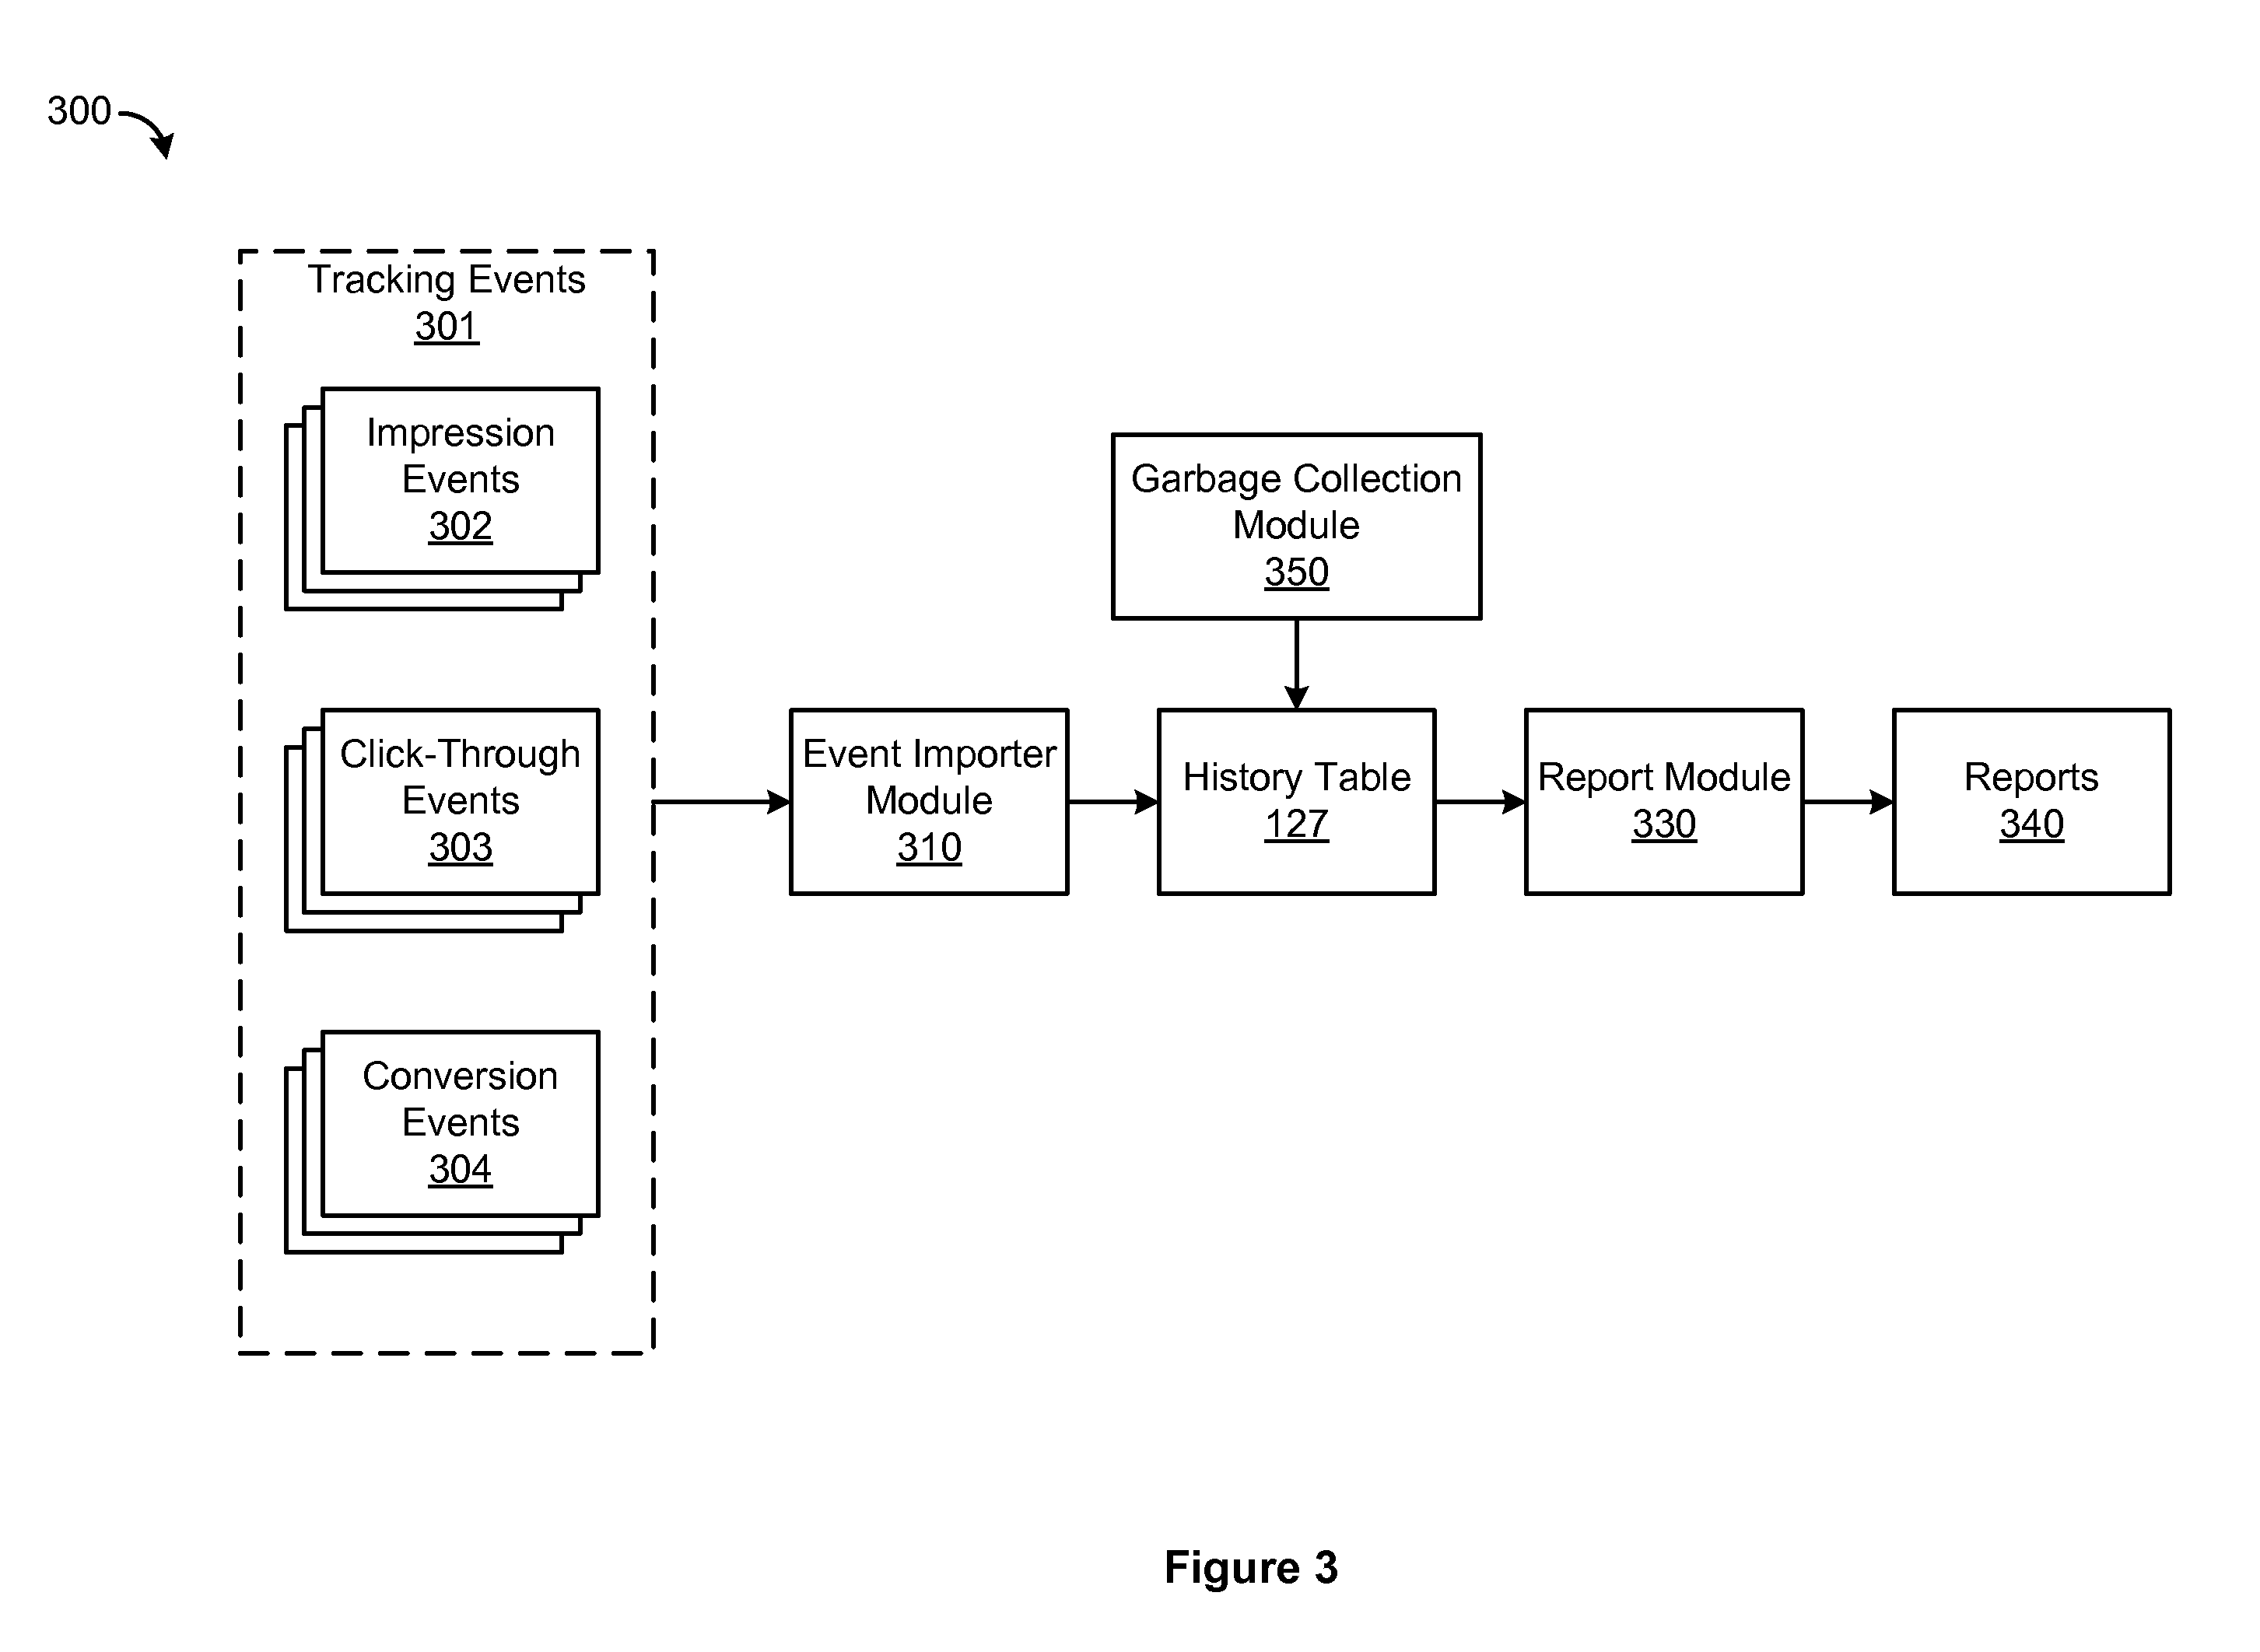 300
Tracking Events
301
Impression
Events
302
Click-Through
Events
303
Conversion
Events
304
Garbage Collection
Module
350
Event Importer
Module
310
History Table
127
Report Module
330
Reports
340
Figure 3